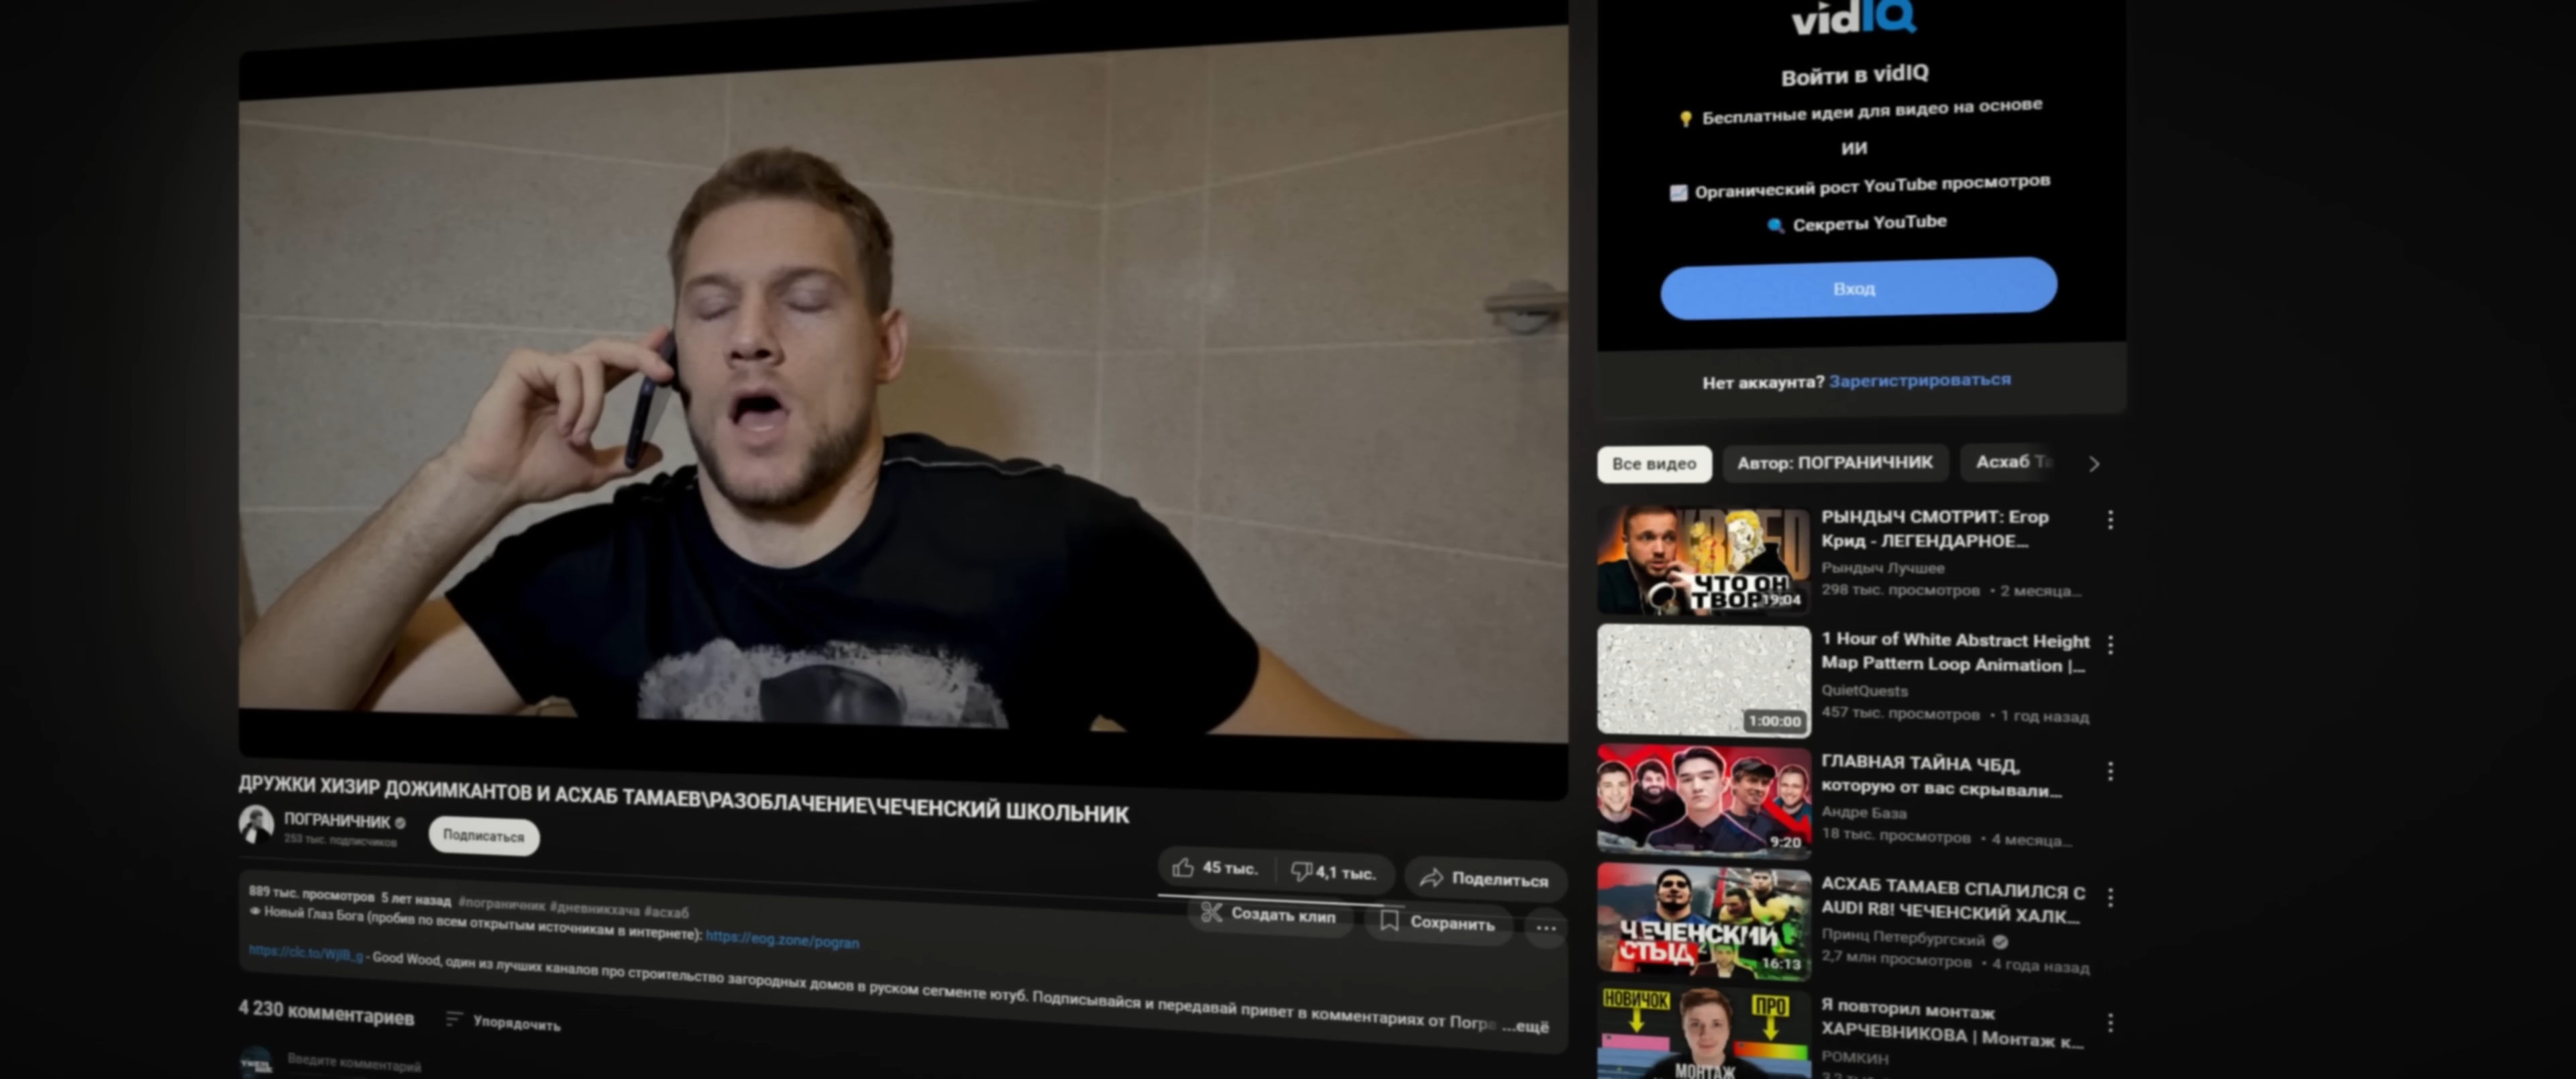 ДРУЖКИ ХИЗИР ДОЖИМКАНТОВ И АСХАБ ТАМАЕВ\РАЗОБЛАЧЕНИЕ\ЧЕЧЕНСКИЙ ШКОЛЬНИК
ПОГРАНИЧНИК
253 тыс. подписчиков
Подписаться
45 тыс.
4,1 тыс.
Поделиться
Создать клип
Сохранить
889 тыс. просмотров 5 лет назад #пограничник #дневникхача #асхаб
Новый Глаз Бога (пробив по всем открытым источникам в интернете): https://eog.zone/pogran
- Good Wood, один из лучших каналов про строительство загородных домов в руском сегменте ютуб. Подписывайся и передавай привет в комментариях от Погра ...ещё
4 230 комментариев
Упорядочить
Введите комментарий
vidIQ
Войти в vidIQ
Бесплатные идеи для видео на основе
ИИ
Органический рост YouTube просмотров
Секреты YouTube
Вход
Нет аккаунта? Зарегистрироваться
Все видео
Автор: ПОГРАНИЧНИК
Асхаб Та
ЧТО ОН
ТВОР
19:04
РЫНДЫЧ СМОТРИТ: Егор
Крид - ЛЕГЕНДАРНОЕ...
Рындыч Лучшее
298 тыс. просмотров • 2 месяца...
1:00:00
1 Hour of White Abstract Height
Map Pattern Loop Animation |...
QuietQuests
457 тыс. просмотров • 1 год назад
9:20
ГЛАВНАЯ ТАЙНА ЧБД,
которую от вас скрывали...
Андре База
18 тыс. просмотров • 4 месяца...
ЧЕЧЕНСКИЙ
СТЫД
16:13
АСХАБ ТАМАЕВ СПАЛИЛСЯ С
AUDI R8! ЧЕЧЕНСКИЙ ХАЛК...
Принц Петербургский
2,7 млн просмотров • 4 года назад
НОВИЧОК
ПРО
МОНТАЖ
Я повторил монтаж
ХАРЧЕВНИКОВА | Монтаж к...
РОМКИН